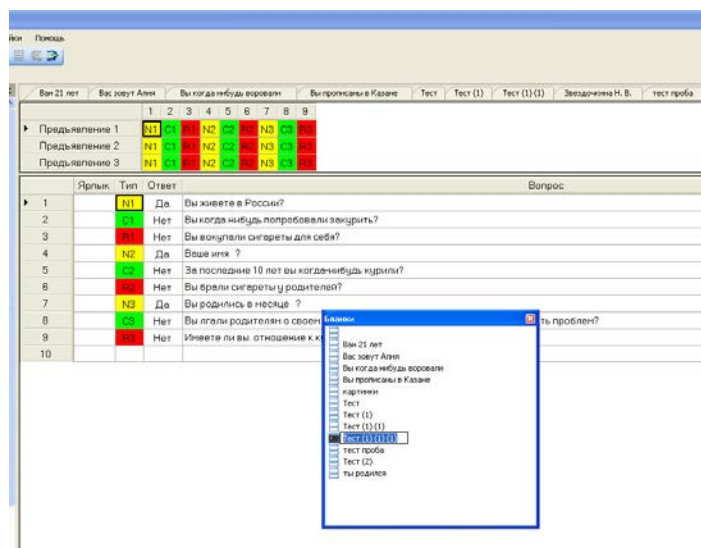 йки Помощь
Вам 21 лет Вас зовут Алия Вы когда нибудь воровали Вы прописаны в Казане Тест Тест (1) Тест (1) (1) Звездочкина Н. В. тест проба
1 2 3 4 5 6 7 8 9
Предъявление 1 N1 C1 R1 N2 C2 R2 N3 C3 R3
Предъявление 2 N1 C1 R1 N2 C2 R2 N3 C3 R3
Предъявление 3 N1 C1 R1 N2 C2 R2 N3 C3 R3
Ярлык Тип Ответ Вопрос
1 N1 Да Вы живете в России?
2 C1 Нет Вы когда нибудь попробовали закурить?
3 R1 Нет Вы покупали сигареты для себя?
4 N2 Да Ваше имя ?
5 C2 Нет За последние 10 лет вы когда-нибудь курили?
6 R2 Нет Вы брали сигареты у родителей?
7 N3 Да Вы родились в месяце ?
8 C3 Нет Вы лгали родителям о своем ть проблем?
9 R3 Нет Имеете ли вы отношение к к
10
Бланки
Вам 21 лет
Вас зовут Алия
Вы когда нибудь воровали
Вы прописаны в Казане
картинки
Тест
Тест (1)
Тест (1) (1)
Тест (1) (1) (1)
тест проба
Тест (2)
ты родился